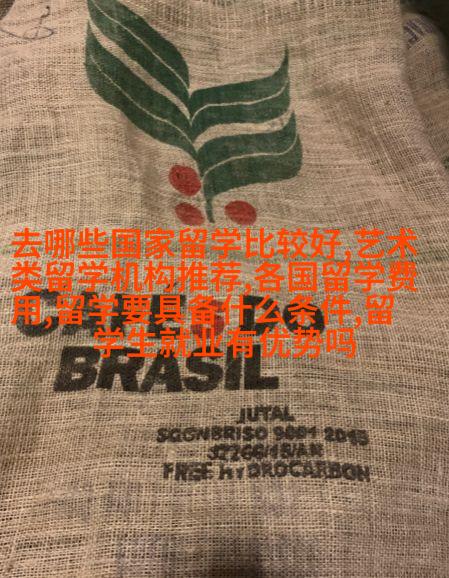 去哪些国家留学比较好,艺术
类留学机构推荐,各国留学费
用,留学要具备什么条件,留
学生就业有优势吗
BRASIL
JUTAL
SGQNBRISO 9001 2015
FREE HYDROCARBON